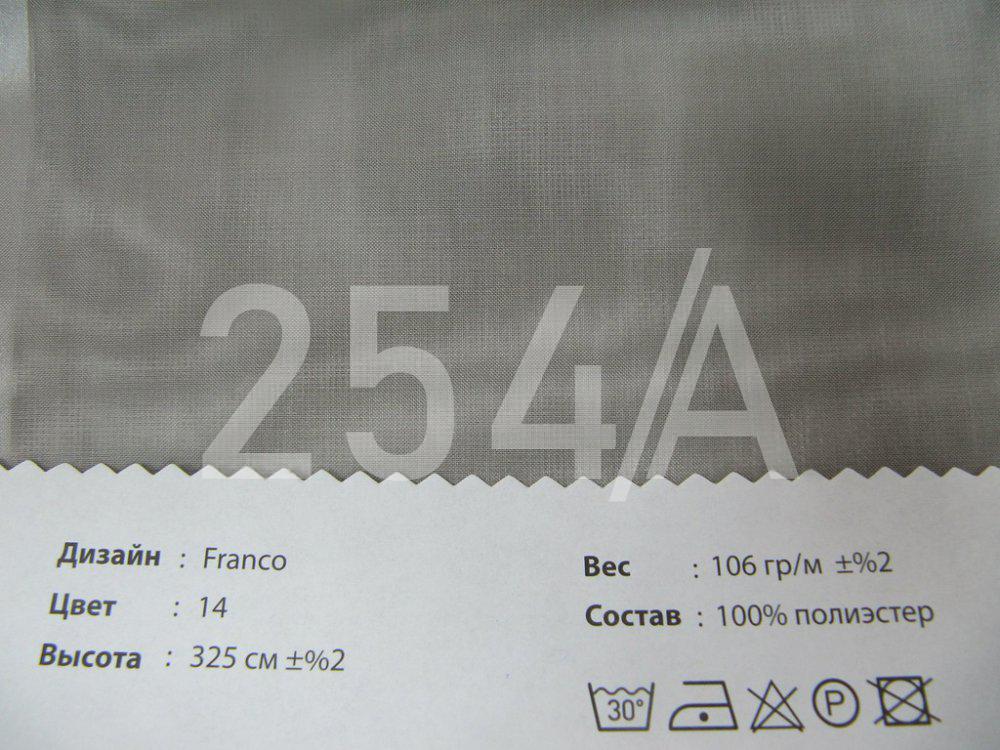 254/A
Дизайн : Franco
Цвет : 14
Высота : 325 см ±%2
Вес : 106 гр/м ±%2
Состав : 100% полиэстер
30°
P